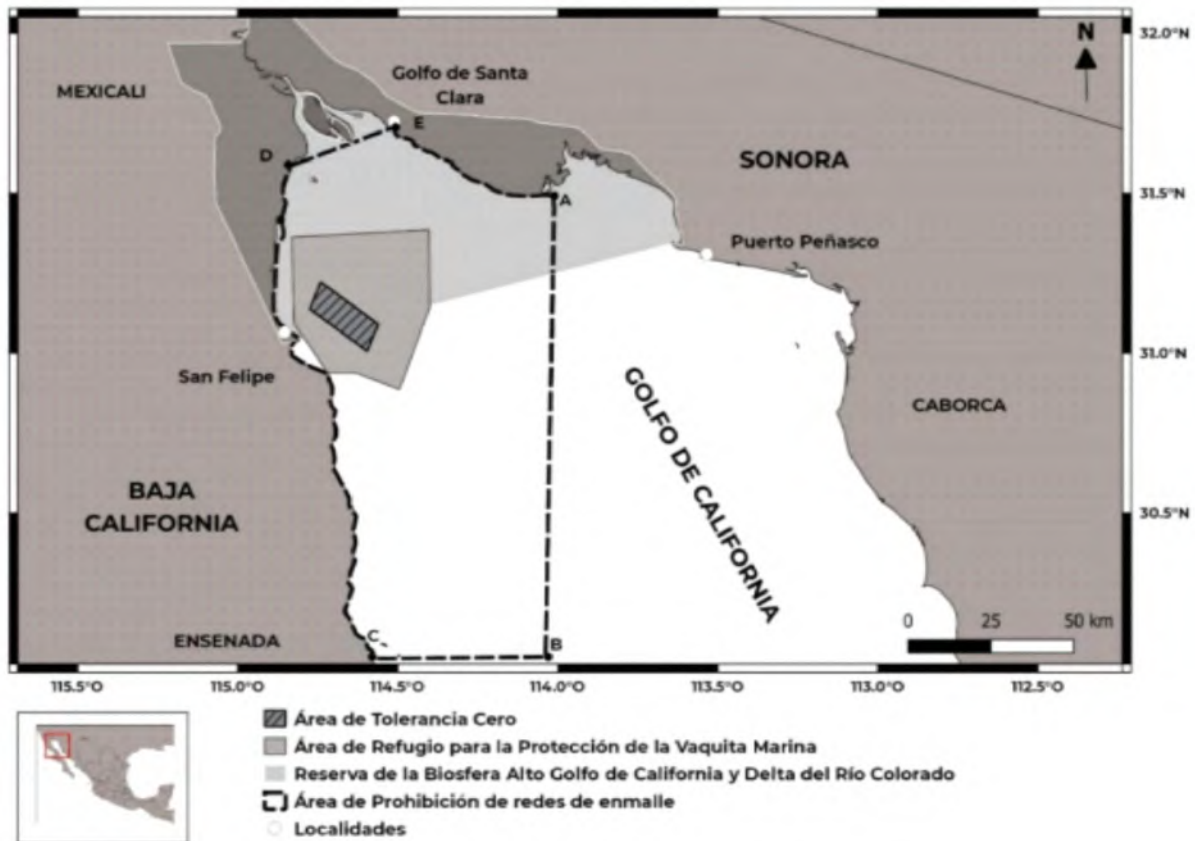 32.0°N
N
MEXICALI
Golfo de Santa
Clara
E
D
SONORA
31.5°N
A
Puerto Peñasco
31.0°N
San Felipe
GOLFO DE CALIFORNIA
CABORCA
BAJA
CALIFORNIA
30.5°N
0 25 50 km
ENSENADA
C
B
115.5°O 115.0°O 114.5°O 114.0°O 113.5°O 113.0°O 112.5°O
Área de Tolerancia Cero
Área de Refugio para la Protección de la Vaquita Marina
Reserva de la Biosfera Alto Golfo de California y Delta del Río Colorado
Área de Prohibición de redes de enmalle
Localidades